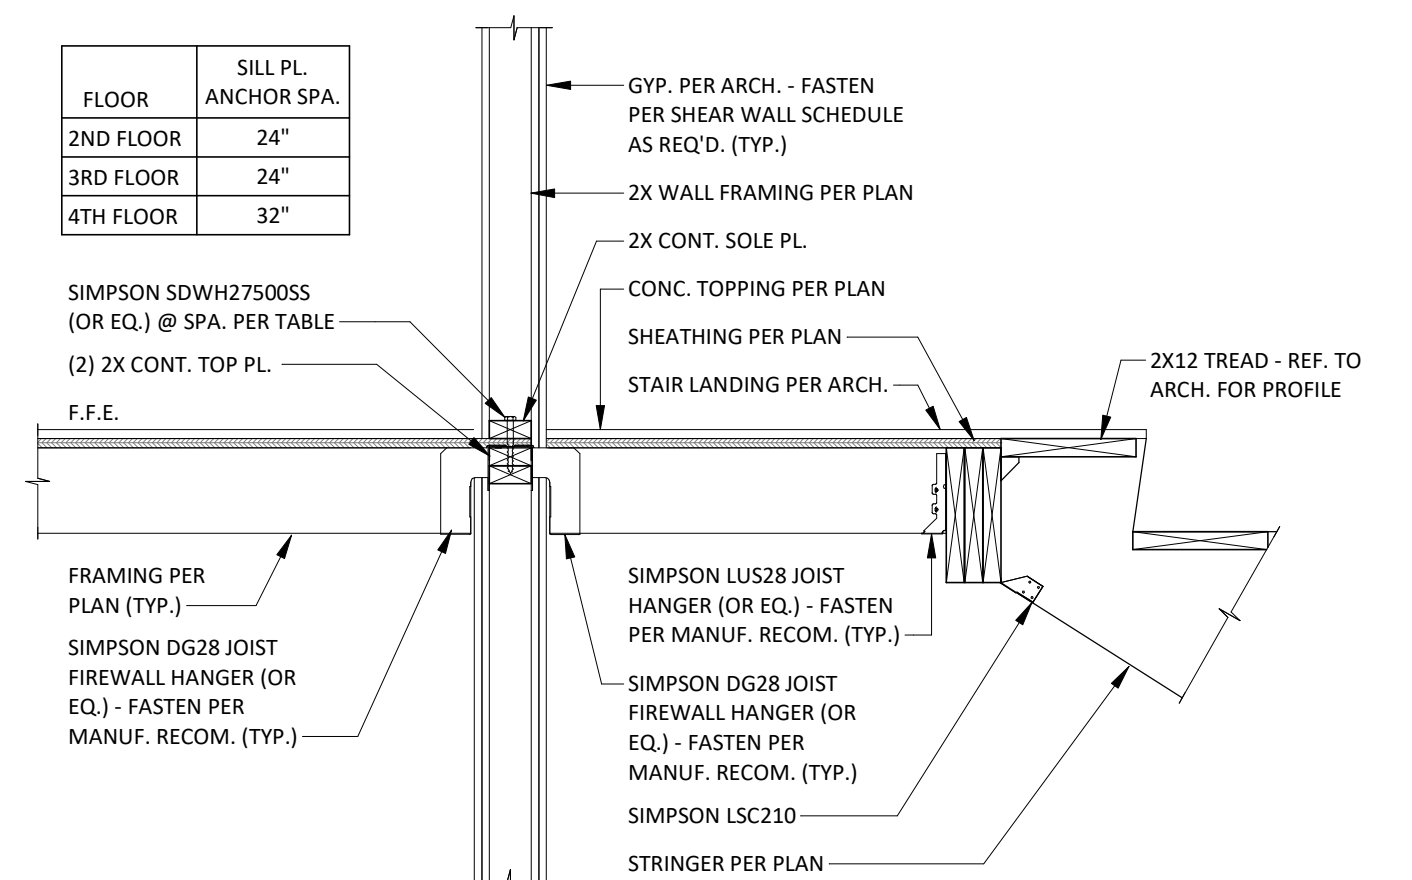 FLOOR
SILL PL.
ANCHOR SPA.
2ND FLOOR 24"
3RD FLOOR 24"
4TH FLOOR 32"
SIMPSON SDWH27500SS
(OR EQ.) @ SPA. PER TABLE
(2) 2X CONT. TOP PL.
F.F.E.
FRAMING PER
PLAN (TYP.)
SIMPSON DG28 JOIST
FIREWALL HANGER (OR
EQ.) - FASTEN PER
MANUF. RECOM. (TYP.)
GYP. PER ARCH. - FASTEN
PER SHEAR WALL SCHEDULE
AS REQ'D. (TYP.)
2X WALL FRAMING PER PLAN
2X CONT. SOLE PL.
CONC. TOPPING PER PLAN
SHEATHING PER PLAN
STAIR LANDING PER ARCH.
2X12 TREAD - REF. TO
ARCH. FOR PROFILE
SIMPSON LUS28 JOIST
HANGER (OR EQ.) - FASTEN
PER MANUF. RECOM. (TYP.)
SIMPSON DG28 JOIST
FIREWALL HANGER (OR
EQ.) - FASTEN PER
MANUF. RECOM. (TYP.)
SIMPSON LSC210
STRINGER PER PLAN